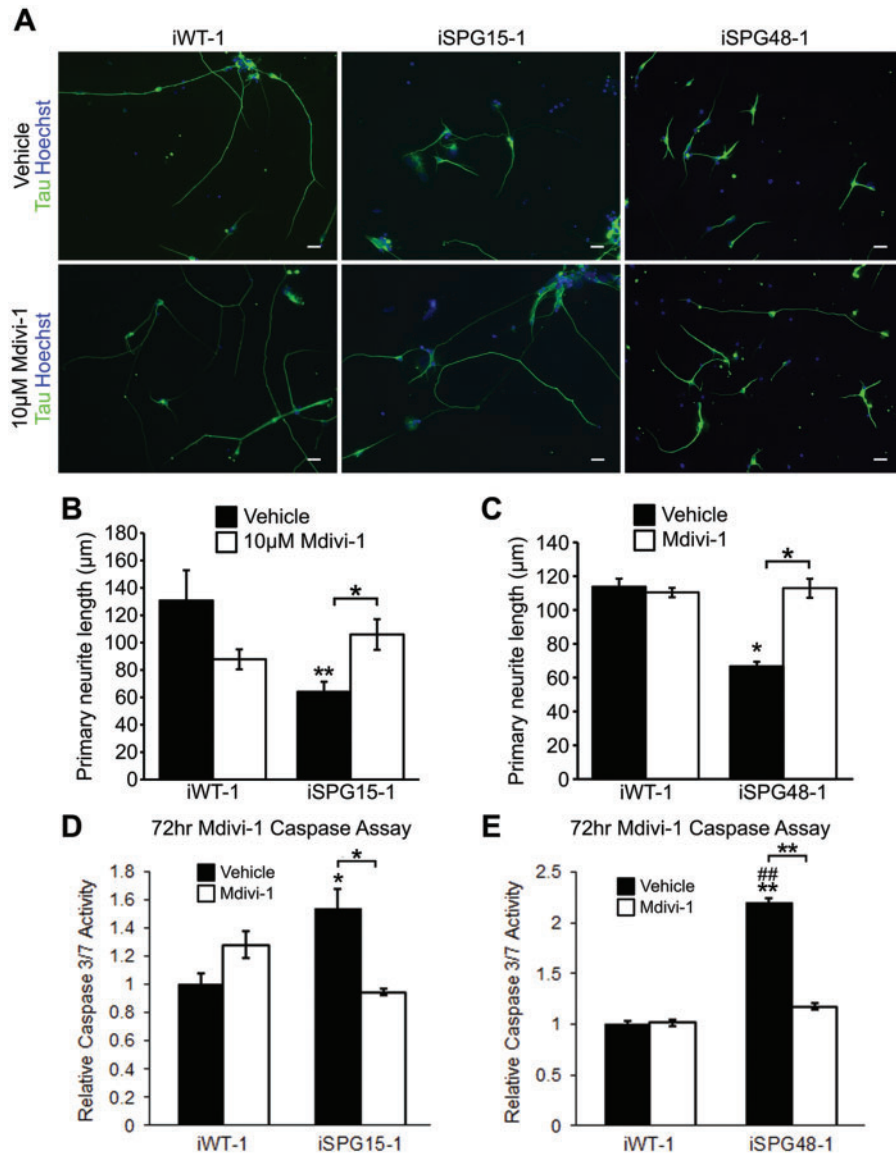 A
iWT-1
iSPG15-1
iSPG48-1
Vehicle
Tau Hoechst
10µM Mdivi-1
Tau Hoechst
B
Vehicle
10µM Mdivi-1
Primary neurite length (µm)
180
160
140
120
100
80
60
40
20
0
**
*
iWT-1
iSPG15-1
C
Vehicle
Mdivi-1
Primary neurite length (µm)
140
120
100
80
60
40
20
0
*
*
iWT-1
iSPG48-1
D
72hr Mdivi-1 Caspase Assay
Vehicle
Mdivi-1
Relative Caspase 3/7 Activity
1.8
1.6
1.4
1.2
1
0.8
0.6
0.4
0.2
0
*
*
iWT-1
iSPG15-1
E
72hr Mdivi-1 Caspase Assay
Vehicle
Mdivi-1
Relative Caspase 3/7 Activity
2.5
2
1.5
1
0.5
0
**
##
**
iWT-1
iSPG48-1